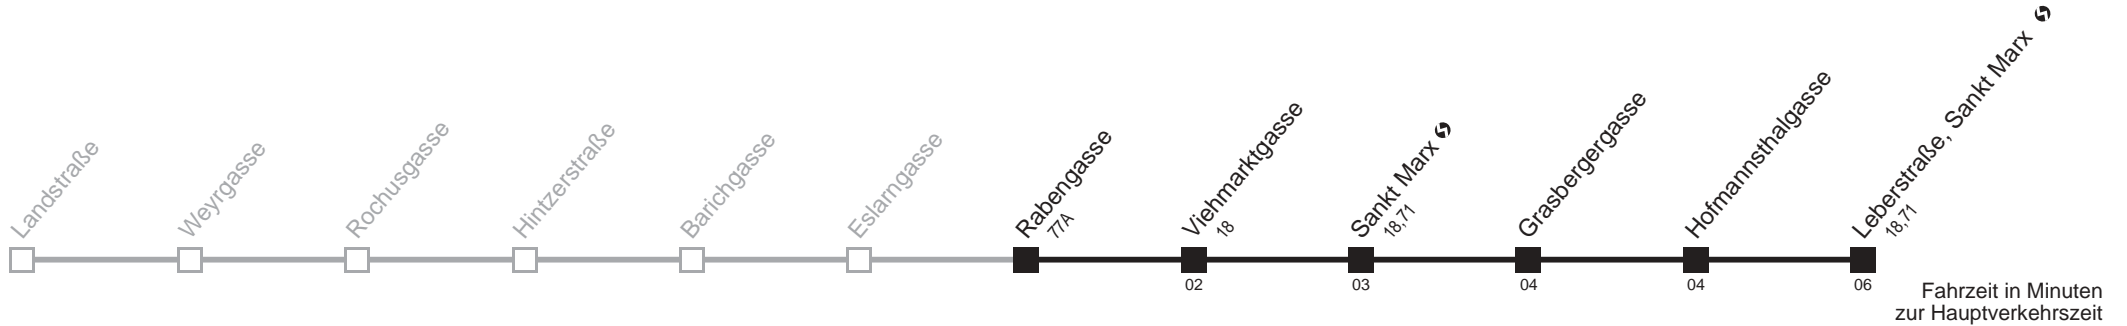 Landstraße
Weyrgasse
Rochusgasse
Hintzerstraße
Barichgasse
Eslarngasse
Rabengasse
77A
Viehmarktgasse
18
Sankt Marx
18,71
Grasbergergasse
Hofmannsthalgasse
Leberstraße, Sankt Marx
18,71
02
03
04
04
06
Fahrzeit in Minuten
zur Hauptverkehrszeit